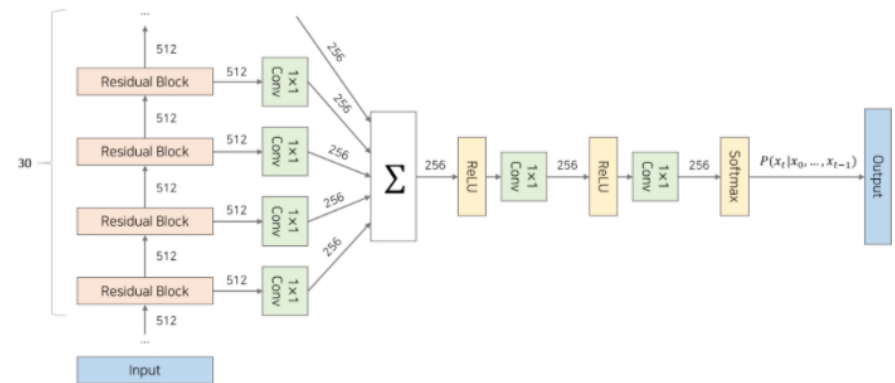 ...
512
256
Residual Block
512
1×1
Conv
256
512
Residual Block
512
1×1
Conv
256
30
512
Σ
256
ReLU
1×1
Conv
256
ReLU
1×1
Conv
256
Softmax
P(x_t|x_0, ..., x_{t-1})
Output
Residual Block
512
1×1
Conv
256
512
Residual Block
512
1×1
Conv
256
512
...
Input